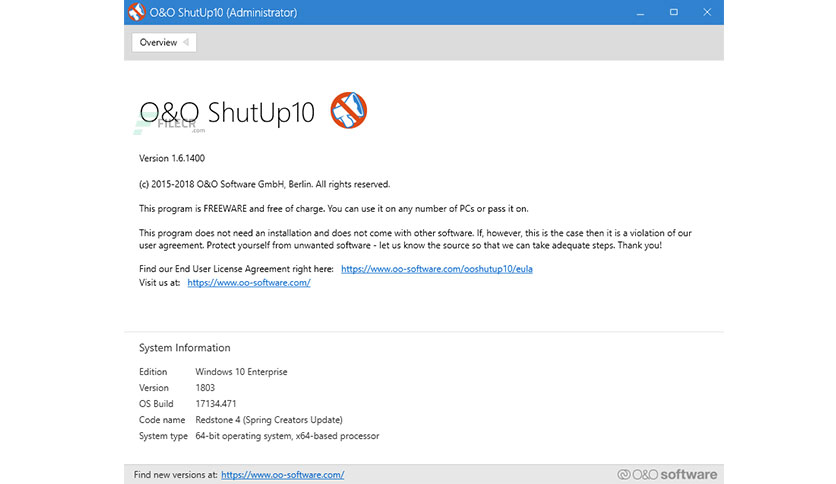 O&O ShutUp10 (Administrator)
Overview
O&O ShutUp10
FILECR
.com
Version 1.6.1400
(c) 2015-2018 O&O Software GmbH, Berlin. All rights reserved.
This program is FREEWARE and free of charge. You can use it on any number of PCs or pass it on.
This program does not need an installation and does not come with other software. If, however, this is the case then it is a violation of our
user agreement. Protect yourself from unwanted software - let us know the source so that we can take adequate steps. Thank you!
Find our End User License Agreement right here: https://www.oo-software.com/ooshutup10/eula
Visit us at: https://www.oo-software.com/
System Information
Edition Windows 10 Enterprise
Version 1803
OS Build 17134.471
Code name Redstone 4 (Spring Creators Update)
System type 64-bit operating system, x64-based processor
Find new versions at: https://www.oo-software.com/ O&O software